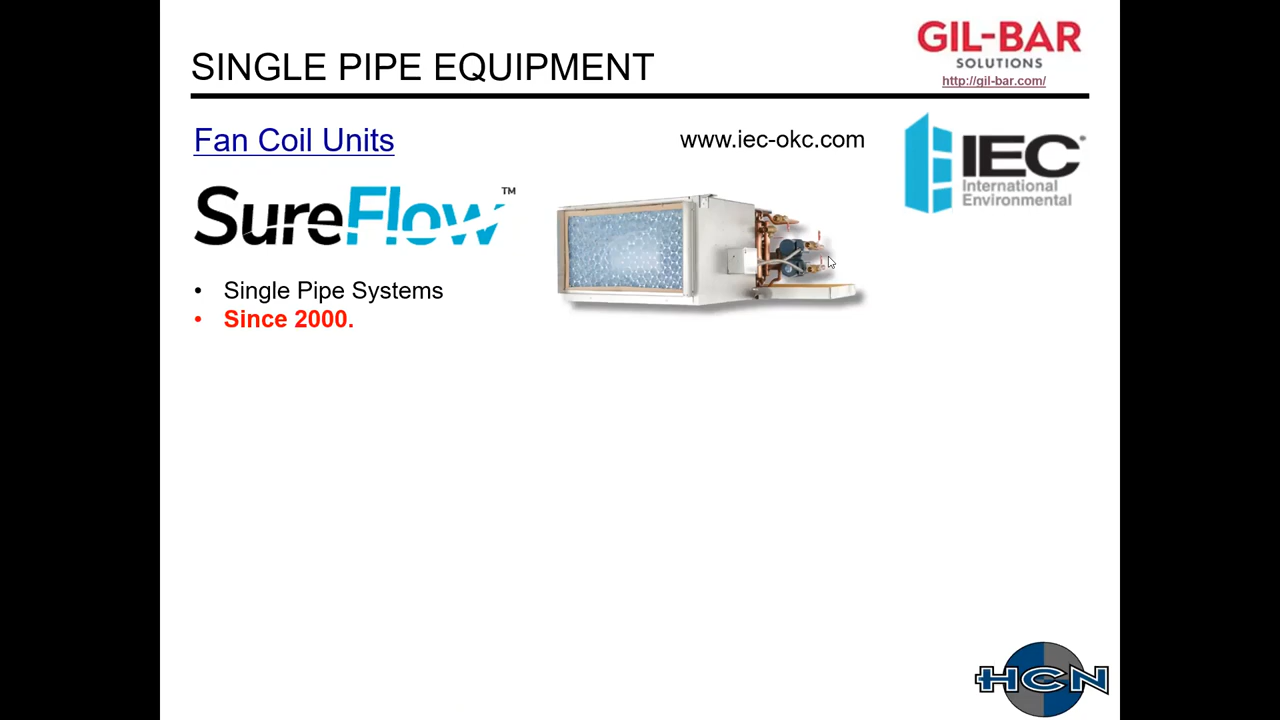 SINGLE PIPE EQUIPMENT
GIL-BAR
SOLUTIONS
http://gil-bar.com/
Fan Coil Units
www.iec-okc.com
IEC®
International
Environmental
SureFlow™
• Single Pipe Systems
• Since 2000.
HCN